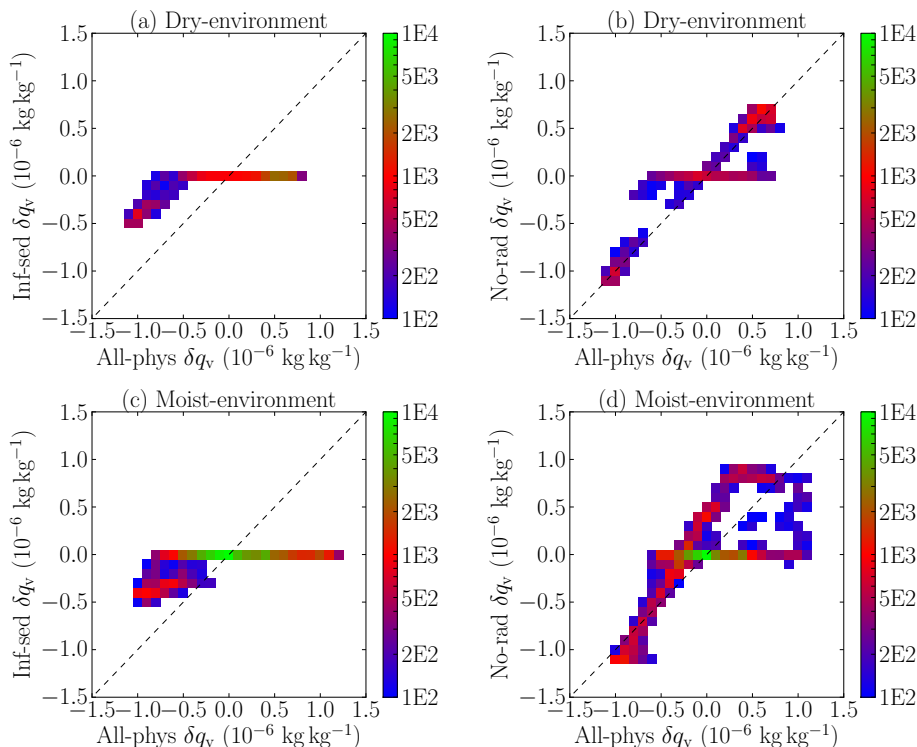 (a) Dry-environment
1.5
1.0
0.5
0.0
−0.5
−1.0
−1.5
Inf-sed δqv (10−6 kg kg−1)
−1.5 −1.0 −0.5 0.0 0.5 1.0 1.5
All-phys δqv (10−6 kg kg−1)
1E4
5E3
2E3
1E3
5E2
2E2
1E2
(b) Dry-environment
1.5
1.0
0.5
0.0
−0.5
−1.0
−1.5
No-rad δqv (10−6 kg kg−1)
−1.5 −1.0 −0.5 0.0 0.5 1.0 1.5
All-phys δqv (10−6 kg kg−1)
1E4
5E3
2E3
1E3
5E2
2E2
1E2
(c) Moist-environment
1.5
1.0
0.5
0.0
−0.5
−1.0
−1.5
Inf-sed δqv (10−6 kg kg−1)
−1.5 −1.0 −0.5 0.0 0.5 1.0 1.5
All-phys δqv (10−6 kg kg−1)
1E4
5E3
2E3
1E3
5E2
2E2
1E2
(d) Moist-environment
1.5
1.0
0.5
0.0
−0.5
−1.0
−1.5
No-rad δqv (10−6 kg kg−1)
−1.5 −1.0 −0.5 0.0 0.5 1.0 1.5
All-phys δqv (10−6 kg kg−1)
1E4
5E3
2E3
1E3
5E2
2E2
1E2